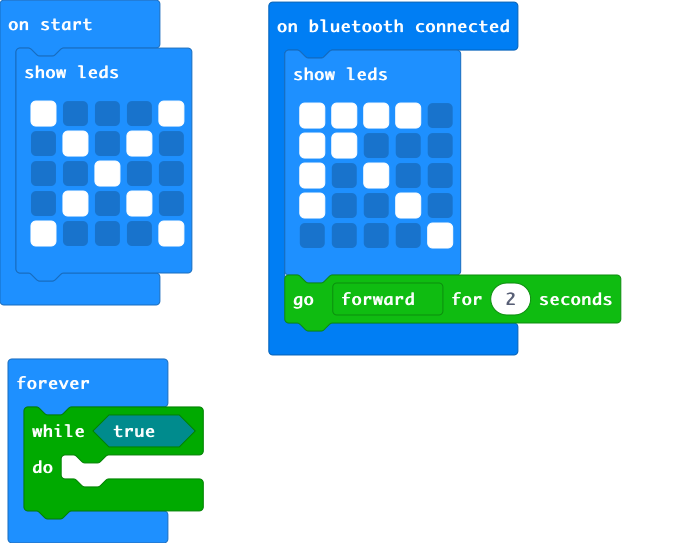 on start
show leds
on bluetooth connected
show leds
go forward for 2 seconds
forever
while true
do